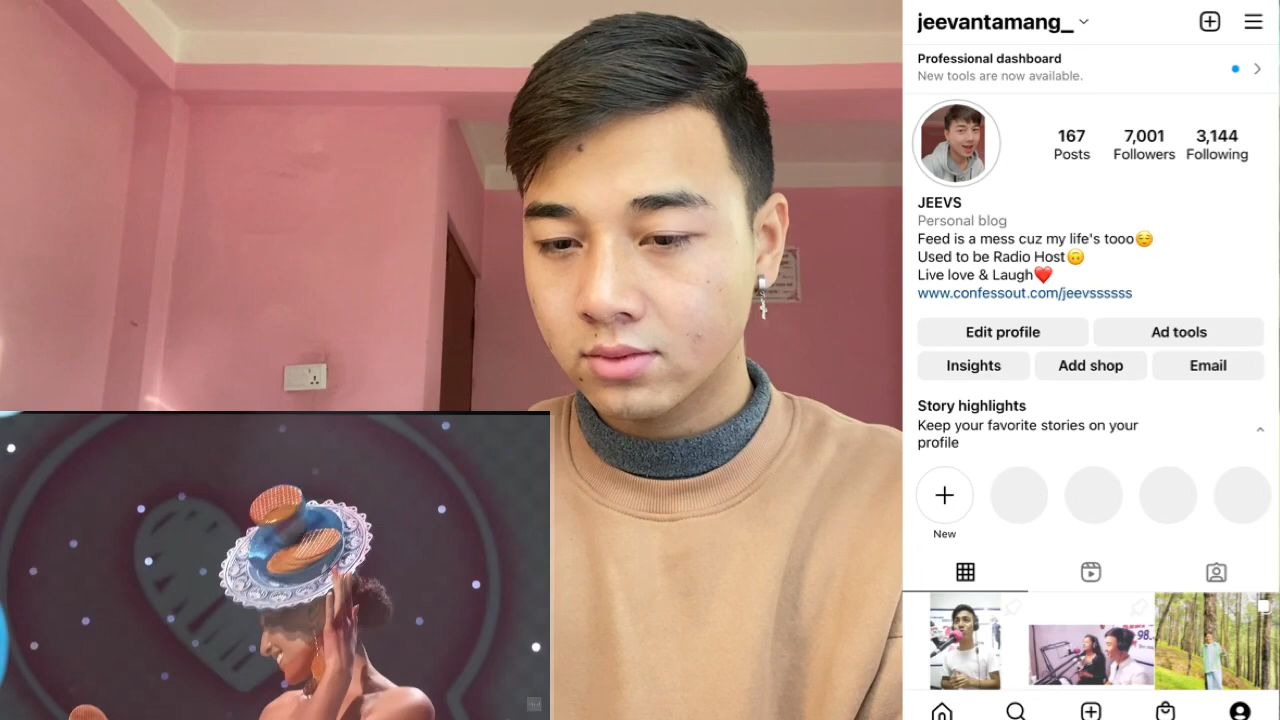 jeevantamang_
Professional dashboard
New tools are now available.
167
Posts
7,001
Followers
3,144
Following
JEEVS
Personal blog
Feed is a mess cuz my life's tooo😌
Used to be Radio Host🙃
Live love & Laugh❤️
www.confessout.com/jeevssssss
Edit profile
Ad tools
Insights
Add shop
Email
Story highlights
Keep your favorite stories on your
profile
New
98.